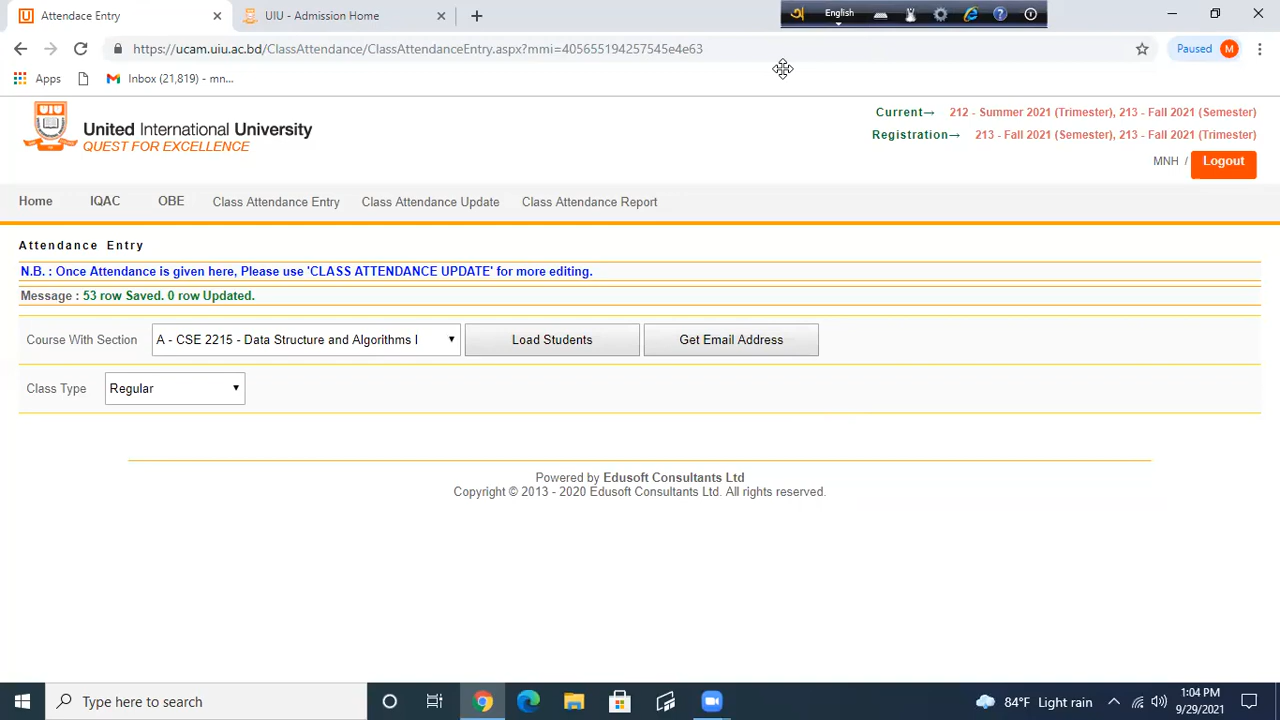 Attendace Entry
UIU - Admission Home
English
https://ucam.uiu.ac.bd/ClassAttendance/ClassAttendanceEntry.aspx?mmi=405655194257545e4e63
Paused M
Apps
Inbox (21,819) - mn...
United International University
QUEST FOR EXCELLENCE
Current→ 212 - Summer 2021 (Trimester), 213 - Fall 2021 (Semester)
Registration→ 213 - Fall 2021 (Semester), 213 - Fall 2021 (Trimester)
MNH / Logout
Home IQAC OBE Class Attendance Entry Class Attendance Update Class Attendance Report
Attendance Entry
N.B. : Once Attendance is given here, Please use 'CLASS ATTENDANCE UPDATE' for more editing.
Message : 53 row Saved. 0 row Updated.
Course With Section A - CSE 2215 - Data Structure and Algorithms I Load Students Get Email Address
Class Type Regular
Powered by Edusoft Consultants Ltd
Copyright © 2013 - 2020 Edusoft Consultants Ltd. All rights reserved.
Type here to search
84°F Light rain
1:04 PM
9/29/2021